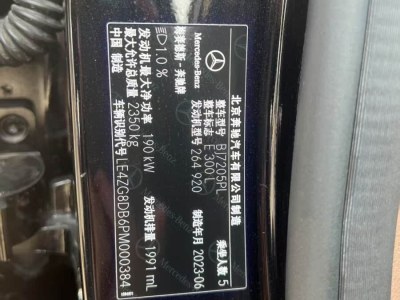 Mercedes-Benz
梅赛德斯-奔驰牌
1.0 %
北京奔驰汽车有限公司制造
整车型号 BJ7205PL
整车标志 E 300 L
发动机型号 264 920
乘坐人数 5
制造年月 2023-06
发动机最大净功率 190 kW
发动机排量 1991 mL
最大允许总质量 2350 kg
车辆识别代号 LE4ZG8DB6PM000384
中国 制造